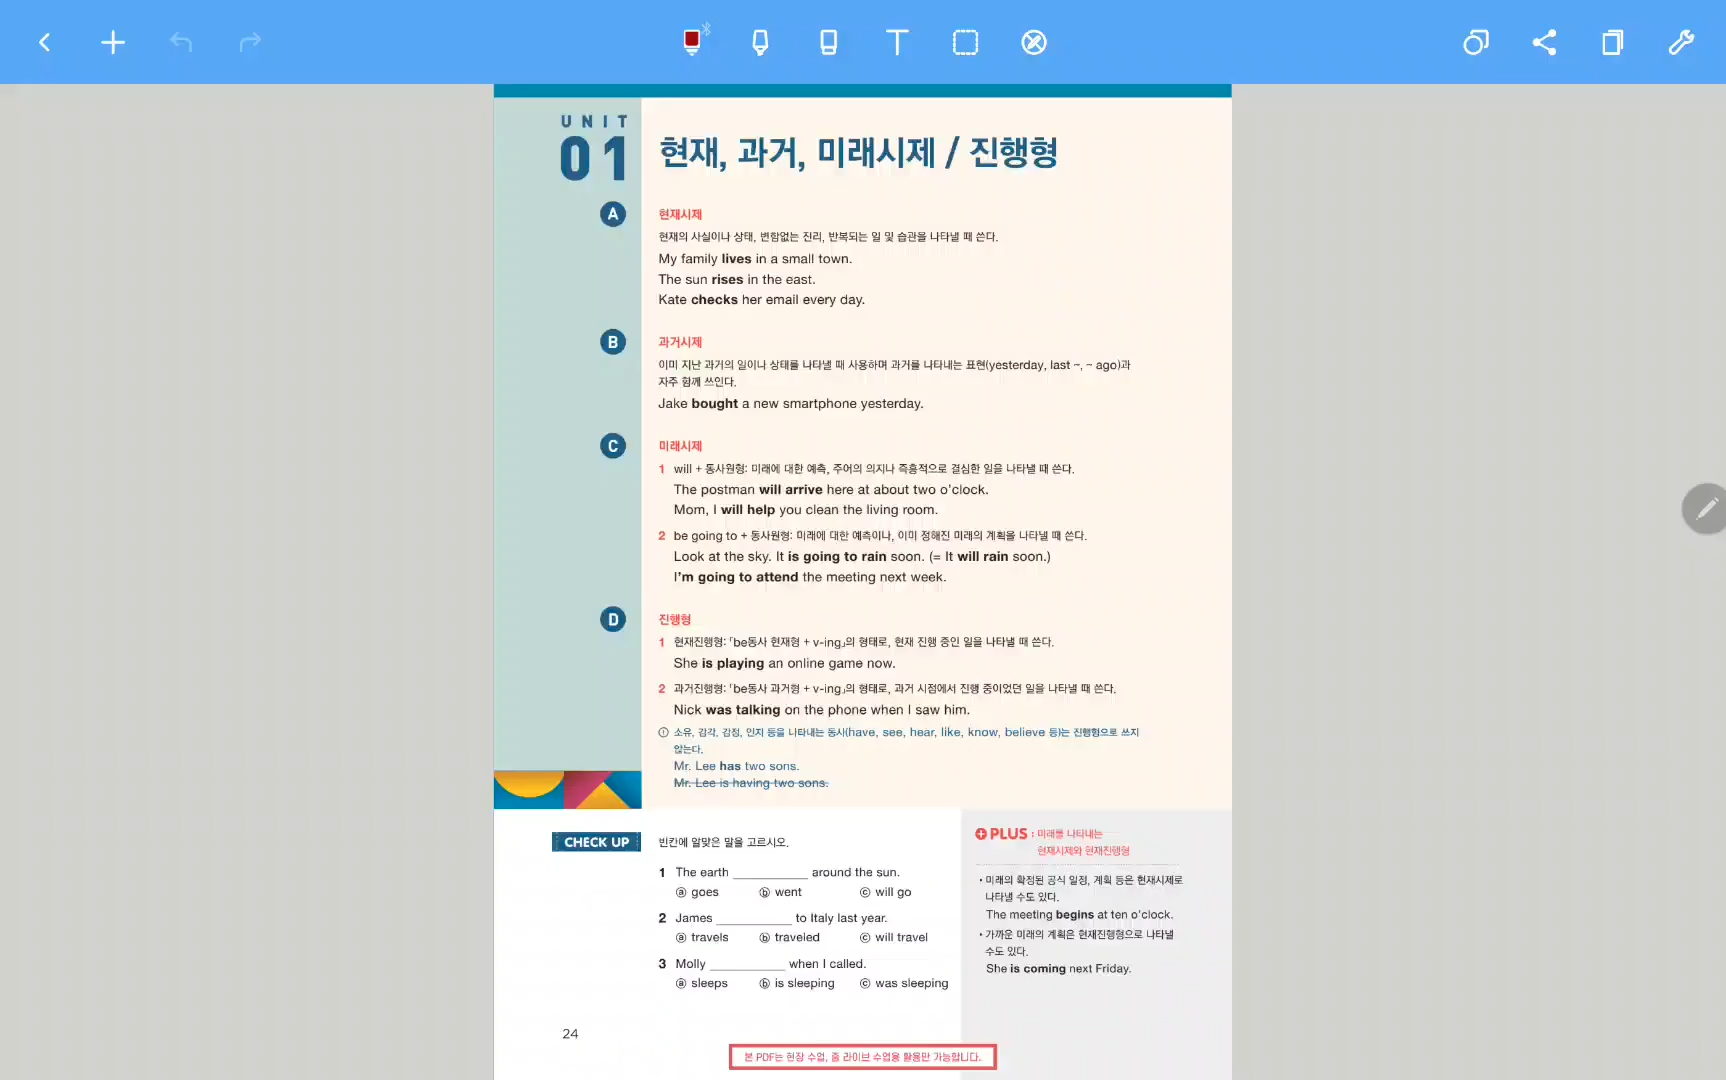 UNIT
01
현재, 과거, 미래시제 / 진행형
A
현재시제
현재의 사실이나 상태, 변함없는 진리, 반복되는 일 및 습관을 나타낼 때 쓴다.
My family lives in a small town.
The sun rises in the east.
Kate checks her email every day.
B
과거시제
이미 지난 과거의 일이나 상태를 나타낼 때 사용하며 과거를 나타내는 표현(yesterday, last ~, ~ ago)과
자주 함께 쓰인다.
Jake bought a new smartphone yesterday.
C
미래시제
1 will + 동사원형: 미래에 대한 예측, 주어의 의지나 즉흥적으로 결심한 일을 나타낼 때 쓴다.
The postman will arrive here at about two o’clock.
Mom, I will help you clean the living room.
2 be going to + 동사원형: 미래에 대한 예측이나, 이미 정해진 미래의 계획을 나타낼 때 쓴다.
Look at the sky. It is going to rain soon. (= It will rain soon.)
I’m going to attend the meeting next week.
D
진행형
1 현재진행형: 「be동사 현재형 + v-ing」의 형태로, 현재 진행 중인 일을 나타낼 때 쓴다.
She is playing an online game now.
2 과거진행형: 「be동사 과거형 + v-ing」의 형태로, 과거 시점에서 진행 중이었던 일을 나타낼 때 쓴다.
Nick was talking on the phone when I saw him.
소유, 감각, 감정, 인지 등을 나타내는 동사(have, see, hear, like, know, believe 등)는 진행형으로 쓰지
않는다.
Mr. Lee has two sons.
Mr. Lee is having two sons.
CHECK UP
빈칸에 알맞은 말을 고르시오.
1 The earth __________ around the sun.
ⓐ goes ⓑ went ⓒ will go
2 James __________ to Italy last year.
ⓐ travels ⓑ traveled ⓒ will travel
3 Molly __________ when I called.
ⓐ sleeps ⓑ is sleeping ⓒ was sleeping
PLUS : 미래를 나타내는
현재시제와 현재진행형
• 미래의 확정된 공식 일정, 계획 등은 현재시제로
나타낼 수도 있다.
The meeting begins at ten o’clock.
• 가까운 미래의 계획은 현재진행형으로 나타낼
수도 있다.
She is coming next Friday.
24
본 PDF는 현장 수업, 줌 라이브 수업용 활용만 가능합니다.